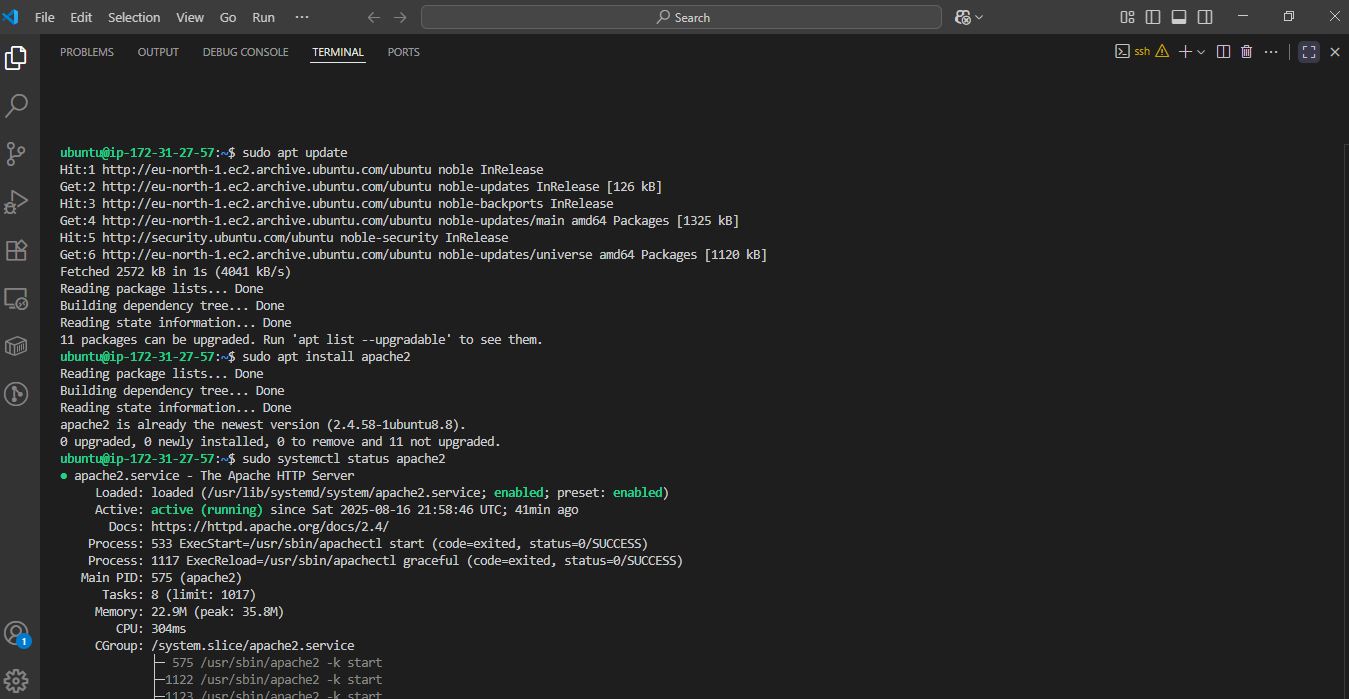 File Edit Selection View Go Run ··· Search
PROBLEMS OUTPUT DEBUG CONSOLE TERMINAL PORTS ssh
ubuntu@ip-172-31-27-57:~$ sudo apt update
Hit:1 http://eu-north-1.ec2.archive.ubuntu.com/ubuntu noble InRelease
Get:2 http://eu-north-1.ec2.archive.ubuntu.com/ubuntu noble-updates InRelease [126 kB]
Hit:3 http://eu-north-1.ec2.archive.ubuntu.com/ubuntu noble-backports InRelease
Get:4 http://eu-north-1.ec2.archive.ubuntu.com/ubuntu noble-updates/main amd64 Packages [1325 kB]
Hit:5 http://security.ubuntu.com/ubuntu noble-security InRelease
Get:6 http://eu-north-1.ec2.archive.ubuntu.com/ubuntu noble-updates/universe amd64 Packages [1120 kB]
Fetched 2572 kB in 1s (4041 kB/s)
Reading package lists... Done
Building dependency tree... Done
Reading state information... Done
11 packages can be upgraded. Run 'apt list --upgradable' to see them.
ubuntu@ip-172-31-27-57:~$ sudo apt install apache2
Reading package lists... Done
Building dependency tree... Done
Reading state information... Done
apache2 is already the newest version (2.4.58-1ubuntu8.8).
0 upgraded, 0 newly installed, 0 to remove and 11 not upgraded.
ubuntu@ip-172-31-27-57:~$ sudo systemctl status apache2
● apache2.service - The Apache HTTP Server
Loaded: loaded (/usr/lib/systemd/system/apache2.service; enabled; preset: enabled)
Active: active (running) since Sat 2025-08-16 21:58:46 UTC; 41min ago
Docs: https://httpd.apache.org/docs/2.4/
Process: 533 ExecStart=/usr/sbin/apachectl start (code=exited, status=0/SUCCESS)
Process: 1117 ExecReload=/usr/sbin/apachectl graceful (code=exited, status=0/SUCCESS)
Main PID: 575 (apache2)
Tasks: 8 (limit: 1017)
Memory: 22.9M (peak: 35.8M)
CPU: 304ms
CGroup: /system.slice/apache2.service
├─ 575 /usr/sbin/apache2 -k start
├─1122 /usr/sbin/apache2 -k start
├─1123 /usr/sbin/apache2 -k start
1